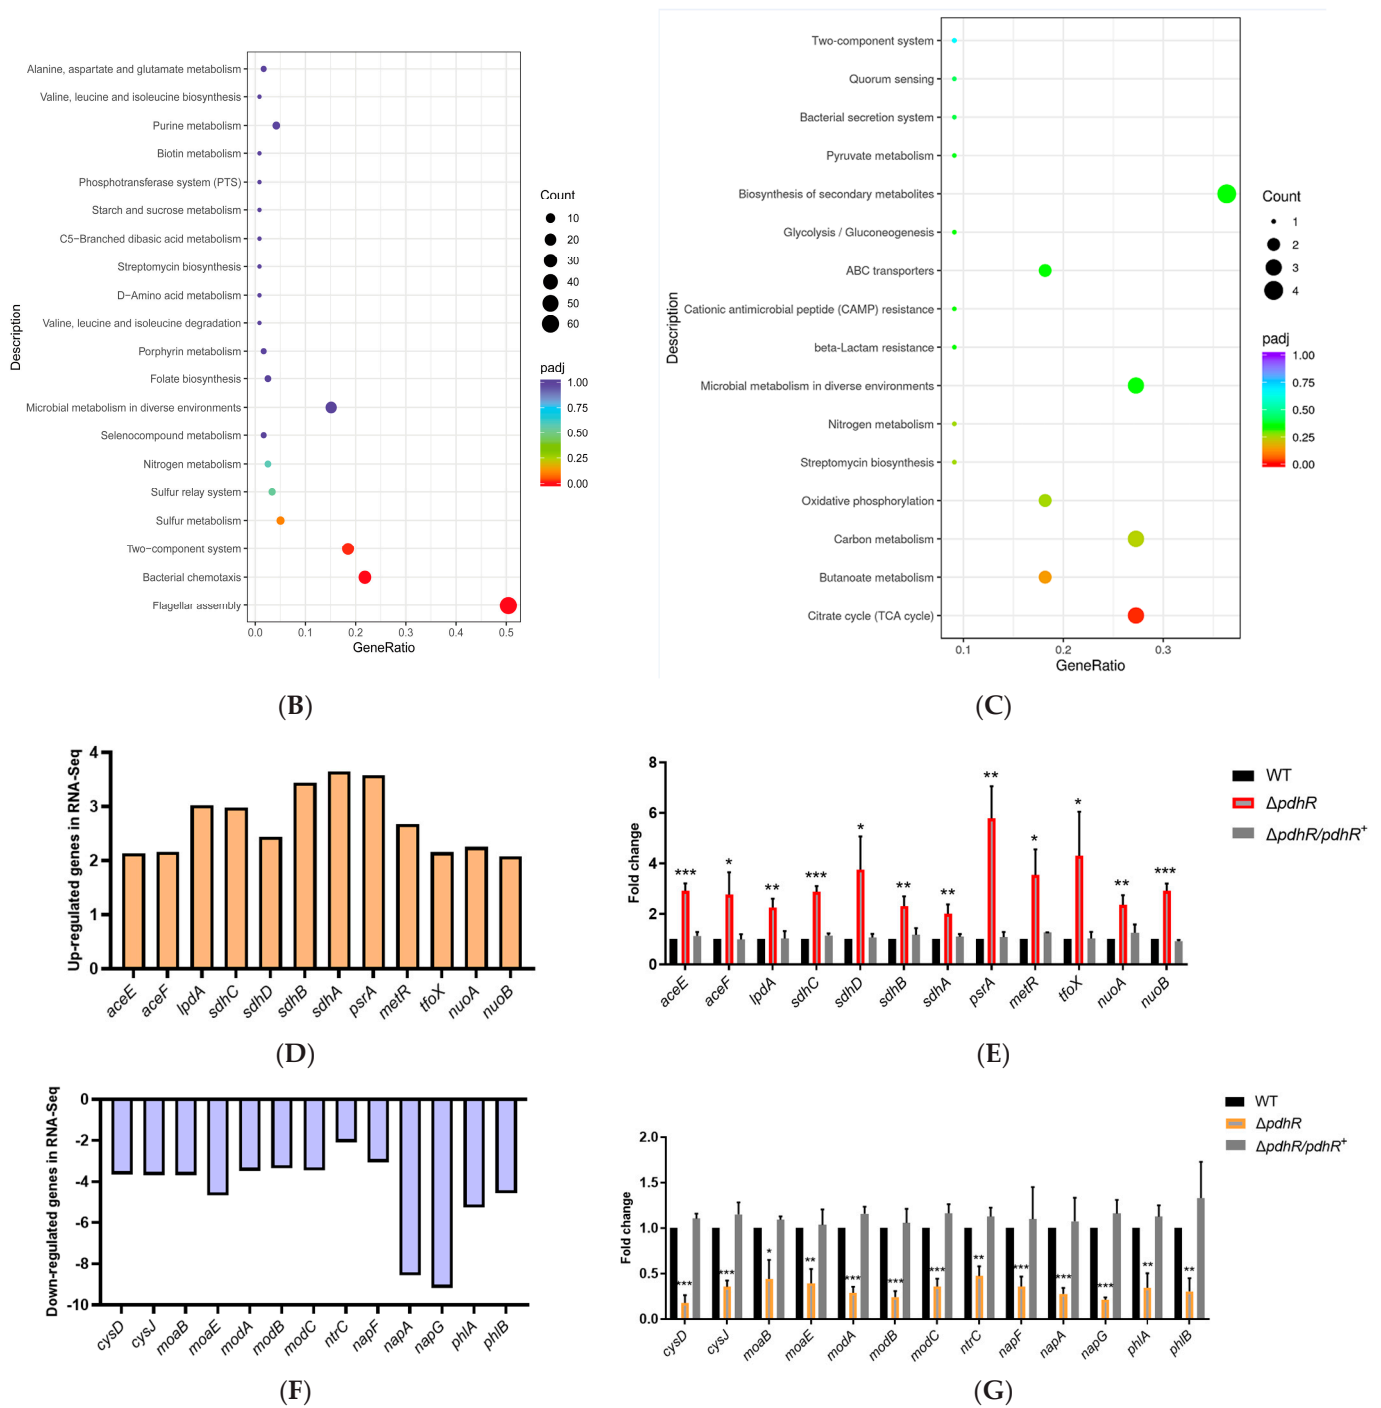 Alanine, aspartate and glutamate metabolism
Valine, leucine and isoleucine biosynthesis
Purine metabolism
Biotin metabolism
Phosphotransferase system (PTS)
Starch and sucrose metabolism
C5−Branched dibasic acid metabolism
Streptomycin biosynthesis
D−Amino acid metabolism
Valine, leucine and isoleucine degradation
Porphyrin metabolism
Folate biosynthesis
Microbial metabolism in diverse environments
Selenocompound metabolism
Nitrogen metabolism
Sulfur relay system
Sulfur metabolism
Two−component system
Bacterial chemotaxis
Flagellar assembly
Description
0.0 0.1 0.2 0.3 0.4 0.5
GeneRatio
Count
10
20
30
40
50
60
padj
1.00
0.75
0.50
0.25
0.00
(B)
Two-component system
Quorum sensing
Bacterial secretion system
Pyruvate metabolism
Biosynthesis of secondary metabolites
Glycolysis / Gluconeogenesis
ABC transporters
Cationic antimicrobial peptide (CAMP) resistance
beta-Lactam resistance
Microbial metabolism in diverse environments
Nitrogen metabolism
Streptomycin biosynthesis
Oxidative phosphorylation
Carbon metabolism
Butanoate metabolism
Citrate cycle (TCA cycle)
Description
0.1 0.2 0.3
GeneRatio
Count
1
2
3
4
padj
1.00
0.75
0.50
0.25
0.00
(C)
Up-regulated genes in RNA-Seq
4
3
2
1
0
aceE aceF lpdA sdhC sdhD sdhB sdhA psrA metR tfoX nuoA nuoB
(D)
Fold change
8
6
4
2
0
*** * ** *** * ** ** ** * * ** ***
aceE aceF lpdA sdhC sdhD sdhB sdhA psrA metR tfoX nuoA nuoB
WT
ΔpdhR
ΔpdhR/pdhR+
(E)
Down-regulated genes in RNA-Seq
0
-2
-4
-6
-8
-10
cysD cysJ moaB moaE modA modB modC ntrC napF napA napG phlA phlB
(F)
Fold change
2.0
1.5
1.0
0.5
0.0
*** *** * ** *** *** *** ** *** *** *** ** **
cysD cysJ moaB moaE modA modB modC ntrC napF napA napG phlA phlB
WT
ΔpdhR
ΔpdhR/pdhR+
(G)